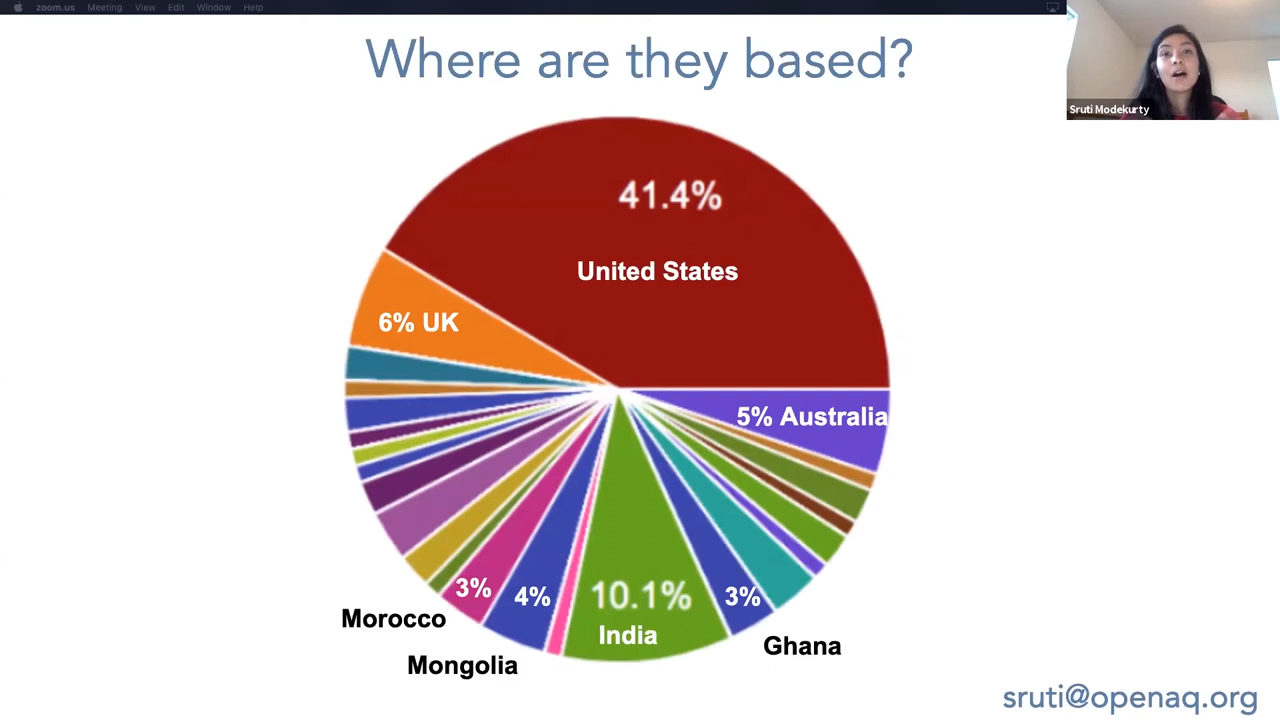 zoom.us Meeting View Edit Window Help
Where are they based?
Sruti Modekurty
41.4%
United States
6% UK
5% Australia
3%
4%
10.1%
India
3%
Morocco
Mongolia
Ghana
sruti@openaq.org